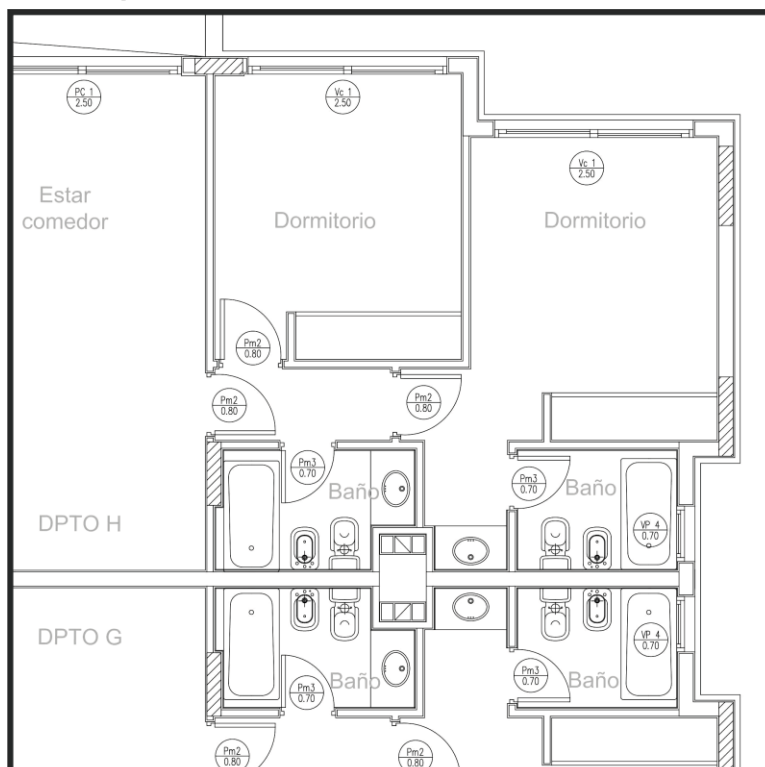 PC 1
2.50
Vc 1
2.50
Vc 1
2.50
Estar
comedor
Dormitorio
Dormitorio
Pm2
0.80
Pm2
0.80
Pm2
0.80
Pm3
0.70
Baño
Pm3
0.70
Baño
DPTO H
VP 4
0.70
DPTO G
VP 4
0.70
Pm3
0.70
Baño
Pm3
0.70
Baño
Pm2
0.80
Pm2
0.80